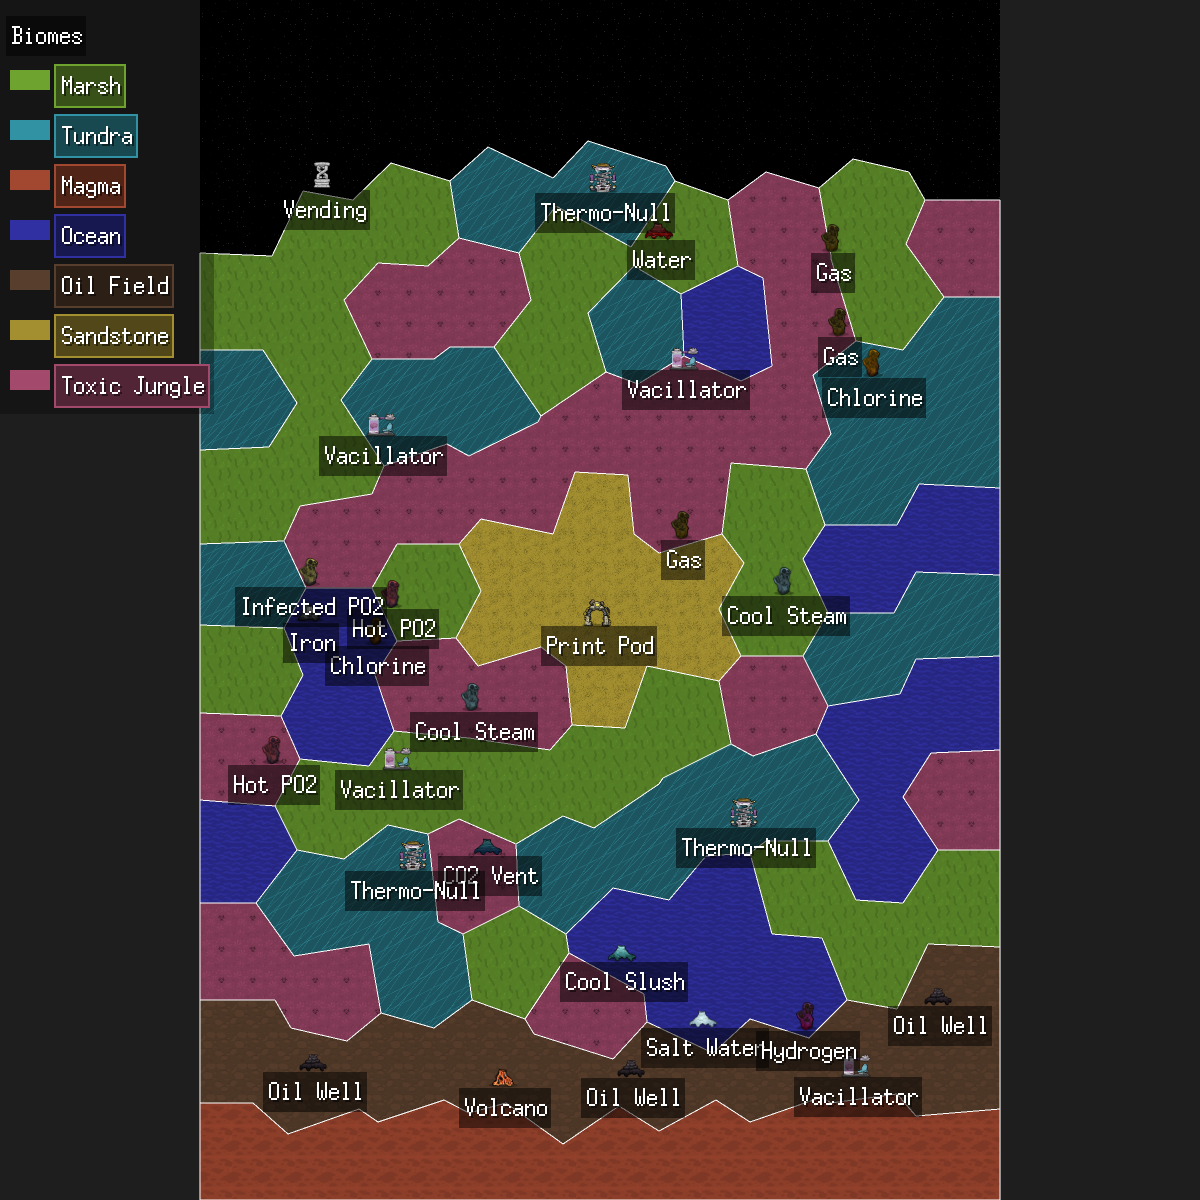 Biomes
Marsh
Tundra
Magma
Ocean
Oil Field
Sandstone
Toxic Jungle
Vending
Thermo-Null
Water
Gas
Gas
Vacillator
Chlorine
Vacillator
Gas
Infected PO2
Cool Steam
Hot PO2
Iron
Print Pod
Chlorine
Cool Steam
Hot PO2
Vacillator
Thermo-Null
CO2 Vent
Thermo-Null
Cool Slush
Oil Well
Salt Water
Hydrogen
Oil Well
Oil Well
Vacillator
Volcano